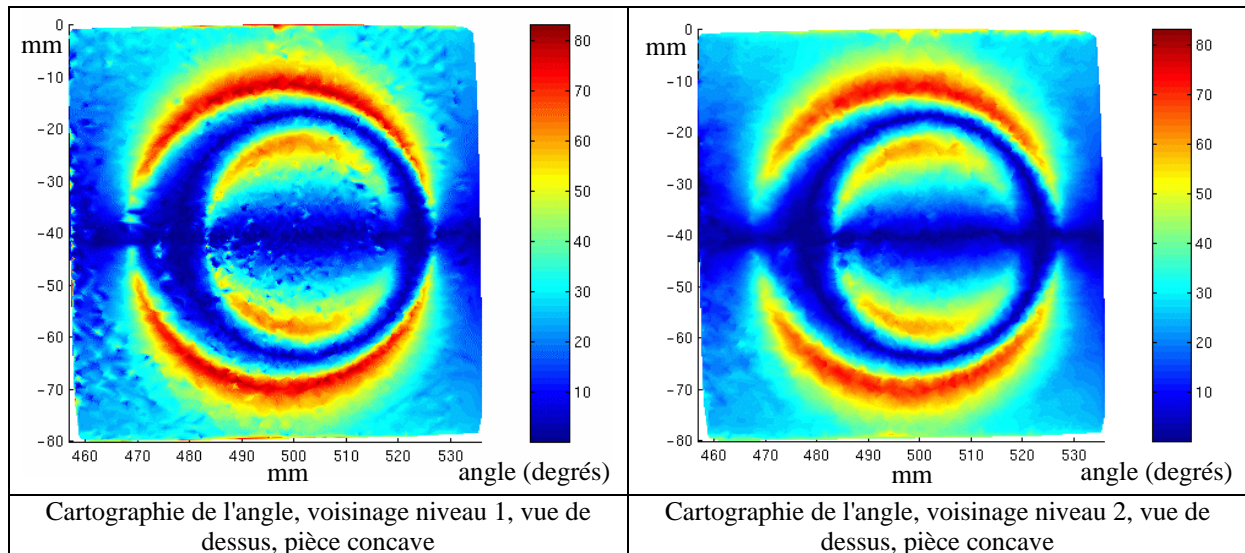 0
mm
-10
-20
-30
-40
-50
-60
-70
-80
460 470 480 490 500 510 520 530
mm
80
70
60
50
40
30
20
10
angle (degrés)
Cartographie de l'angle, voisinage niveau 1, vue de
dessus, pièce concave
0
mm
-10
-20
-30
-40
-50
-60
-70
-80
460 470 480 490 500 510 520 530
mm
80
70
60
50
40
30
20
10
angle (degrés)
Cartographie de l'angle, voisinage niveau 2, vue de
dessus, pièce concave